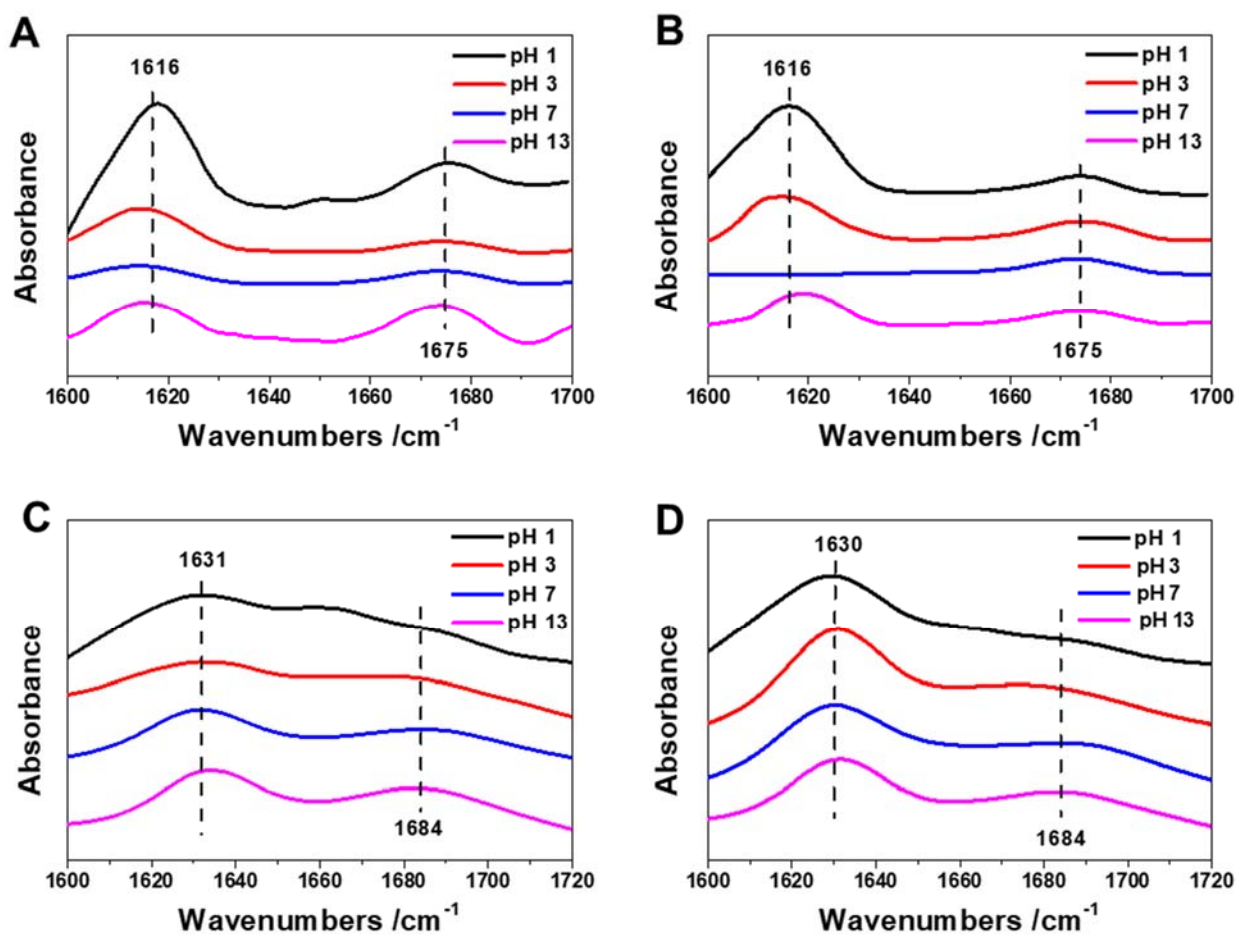 A
1616
pH 1
pH 3
pH 7
pH 13
1675
Absorbance
1600 1620 1640 1660 1680 1700
Wavenumbers /cm-1
B
1616
pH 1
pH 3
pH 7
pH 13
1675
Absorbance
1600 1620 1640 1660 1680 1700
Wavenumbers /cm-1
C
1631
pH 1
pH 3
pH 7
pH 13
1684
Absorbance
1600 1620 1640 1660 1680 1700 1720
Wavenumbers /cm-1
D
1630
pH 1
pH 3
pH 7
pH 13
1684
Absorbance
1600 1620 1640 1660 1680 1700 1720
Wavenumbers /cm-1